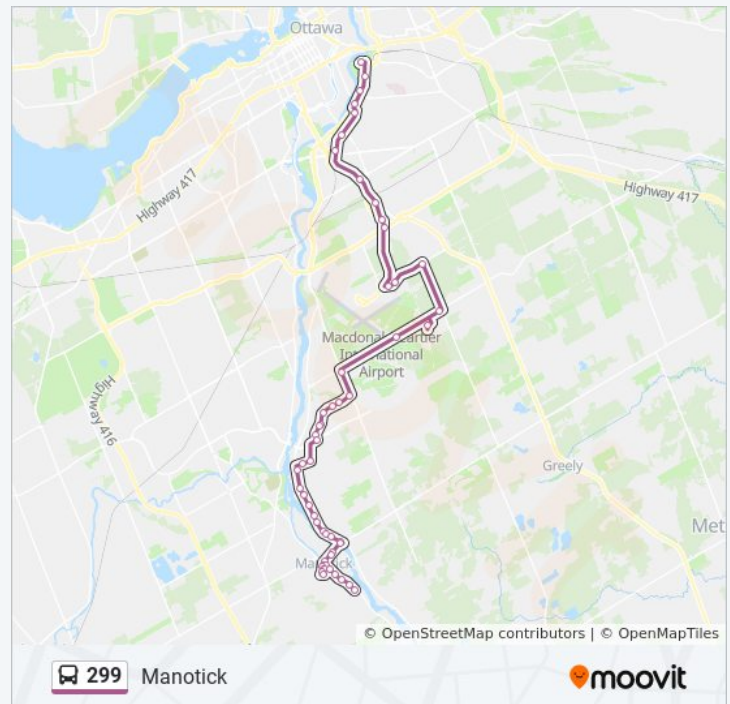 Ottawa
Highway 417
Highway 417
Macdonald-Cartier
International
Airport
Highway 416
Greely
Met
Manotick
© OpenStreetMap contributors | © OpenMapTiles
299 Manotick
moovit